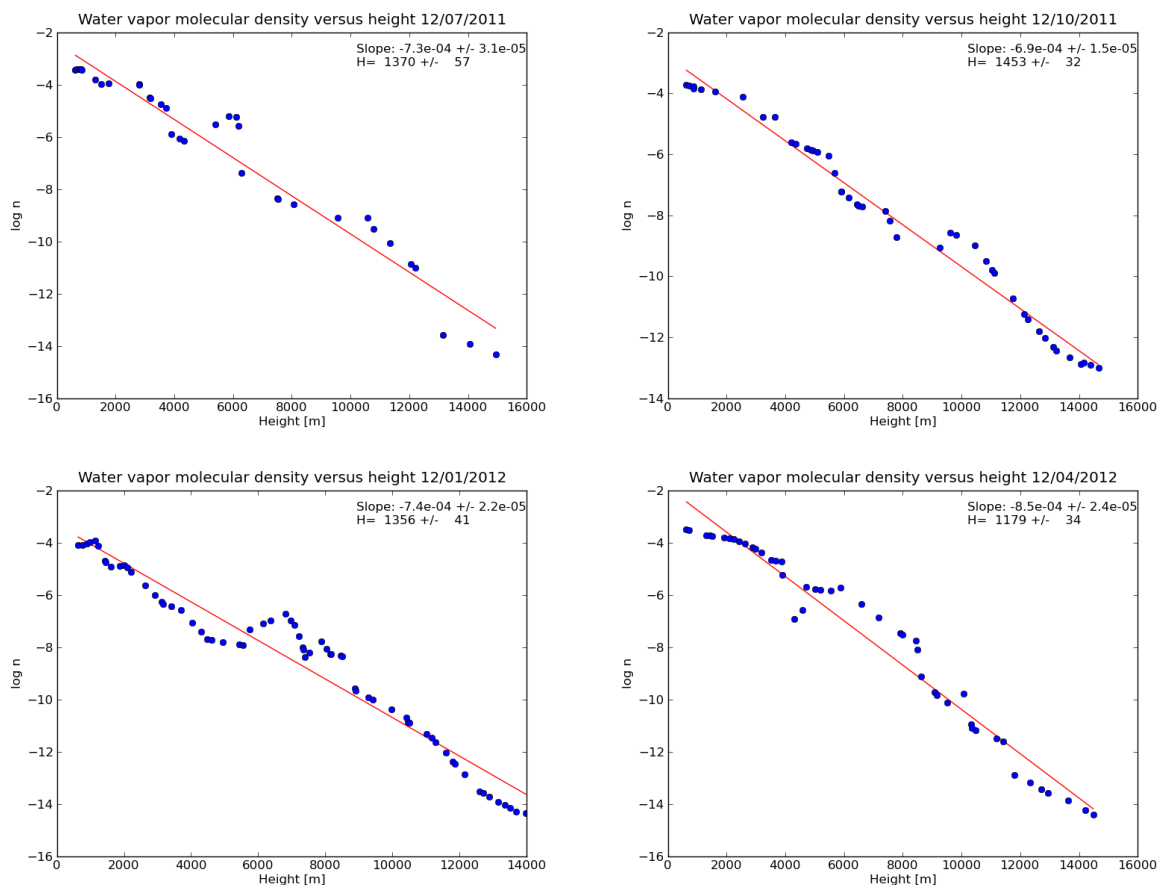 Water vapor molecular density versus height 12/07/2011
Slope: -7.3e-04 +/- 3.1e-05
H= 1370 +/- 57
−2
−4
−6
−8
−10
−12
−14
−16
log n
0 2000 4000 6000 8000 10000 12000 14000 16000
Height [m]
Water vapor molecular density versus height 12/10/2011
Slope: -6.9e-04 +/- 1.5e-05
H= 1453 +/- 32
−2
−4
−6
−8
−10
−12
−14
log n
0 2000 4000 6000 8000 10000 12000 14000 16000
Height [m]
Water vapor molecular density versus height 12/01/2012
Slope: -7.4e-04 +/- 2.2e-05
H= 1356 +/- 41
−2
−4
−6
−8
−10
−12
−14
−16
log n
0 2000 4000 6000 8000 10000 12000 14000
Height [m]
Water vapor molecular density versus height 12/04/2012
Slope: -8.5e-04 +/- 2.4e-05
H= 1179 +/- 34
−2
−4
−6
−8
−10
−12
−14
−16
log n
0 2000 4000 6000 8000 10000 12000 14000 16000
Height [m]